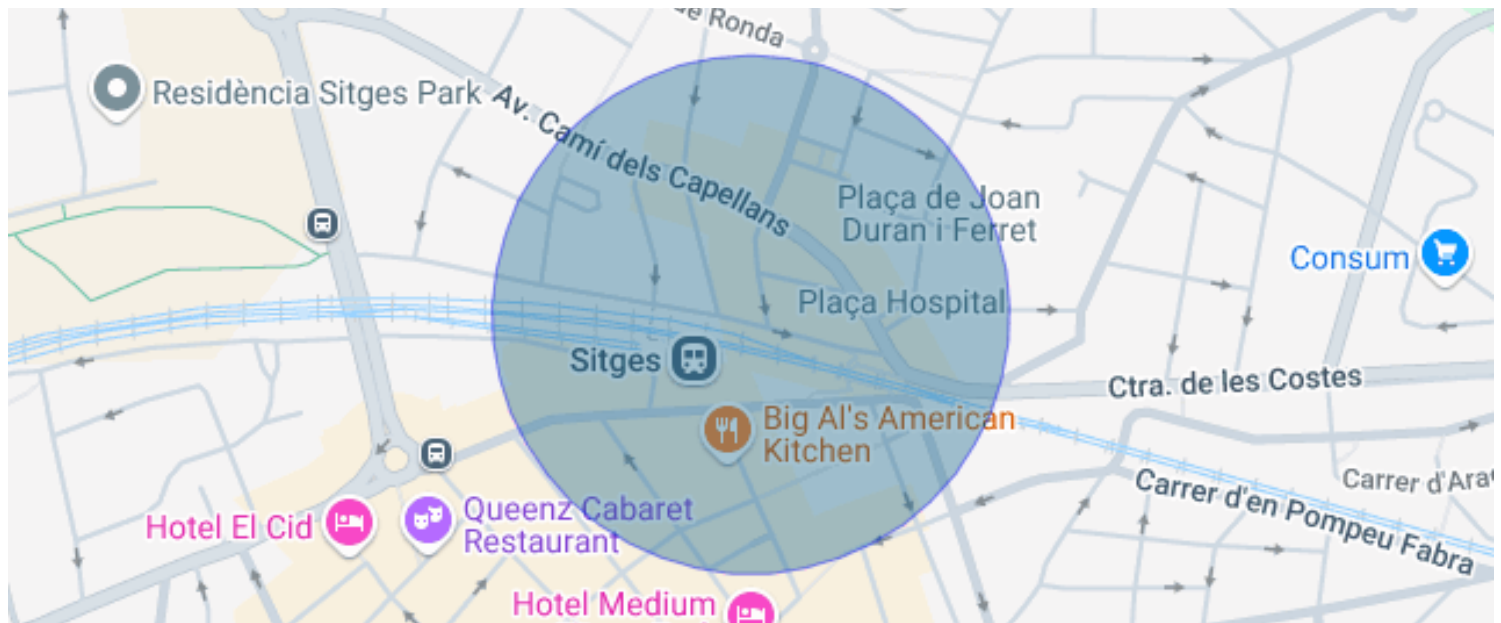 de Ronda
Residència Sitges Park
Av. Camí dels Capellans
Plaça de Joan
Duran i Ferret
Consum
Plaça Hospital
Sitges
Ctra. de les Costes
Big Al's American
Kitchen
Carrer d'en Pompeu Fabra
Carrer d'Ara
Queenz Cabaret
Restaurant
Hotel El Cid
Hotel Medium